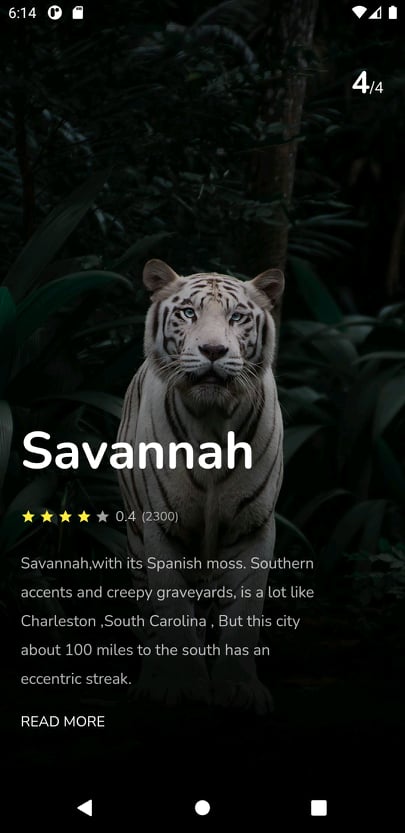 6:14
4/4
Savannah
0.4 (2300)
Savannah,with its Spanish moss. Southern
accents and creepy graveyards, is a lot like
Charleston ,South Carolina , But this city
about 100 miles to the south has an
eccentric streak.
READ MORE